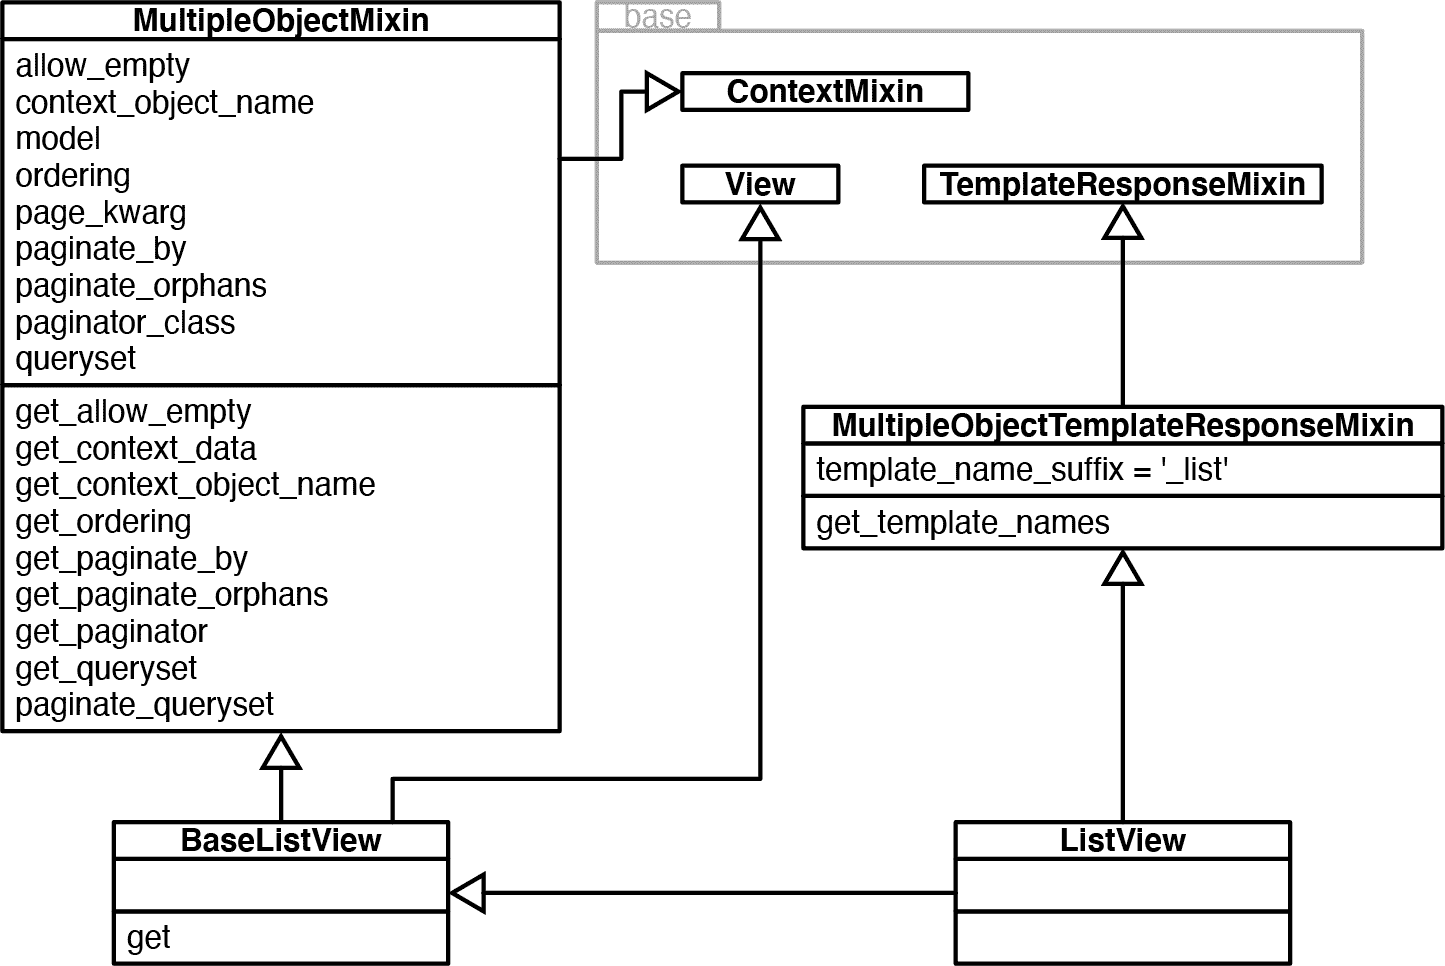 MultipleObjectMixin
allow_empty
context_object_name
model
ordering
page_kwarg
paginate_by
paginate_orphans
paginator_class
queryset
get_allow_empty
get_context_data
get_context_object_name
get_ordering
get_paginate_by
get_paginate_orphans
get_paginator
get_queryset
paginate_queryset
base
ContextMixin
View
TemplateResponseMixin
MultipleObjectTemplateResponseMixin
template_name_suffix = '_list'
get_template_names
BaseListView
get
ListView